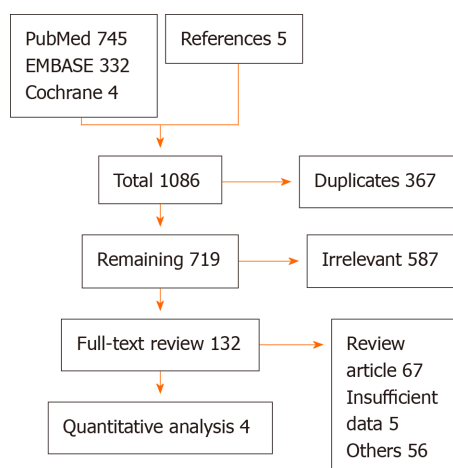 PubMed 745
EMBASE 332
Cochrane 4
References 5
Total 1086
Duplicates 367
Remaining 719
Irrelevant 587
Full-text review 132
Review
article 67
Insufficient
data 5
Others 56
Quantitative analysis 4